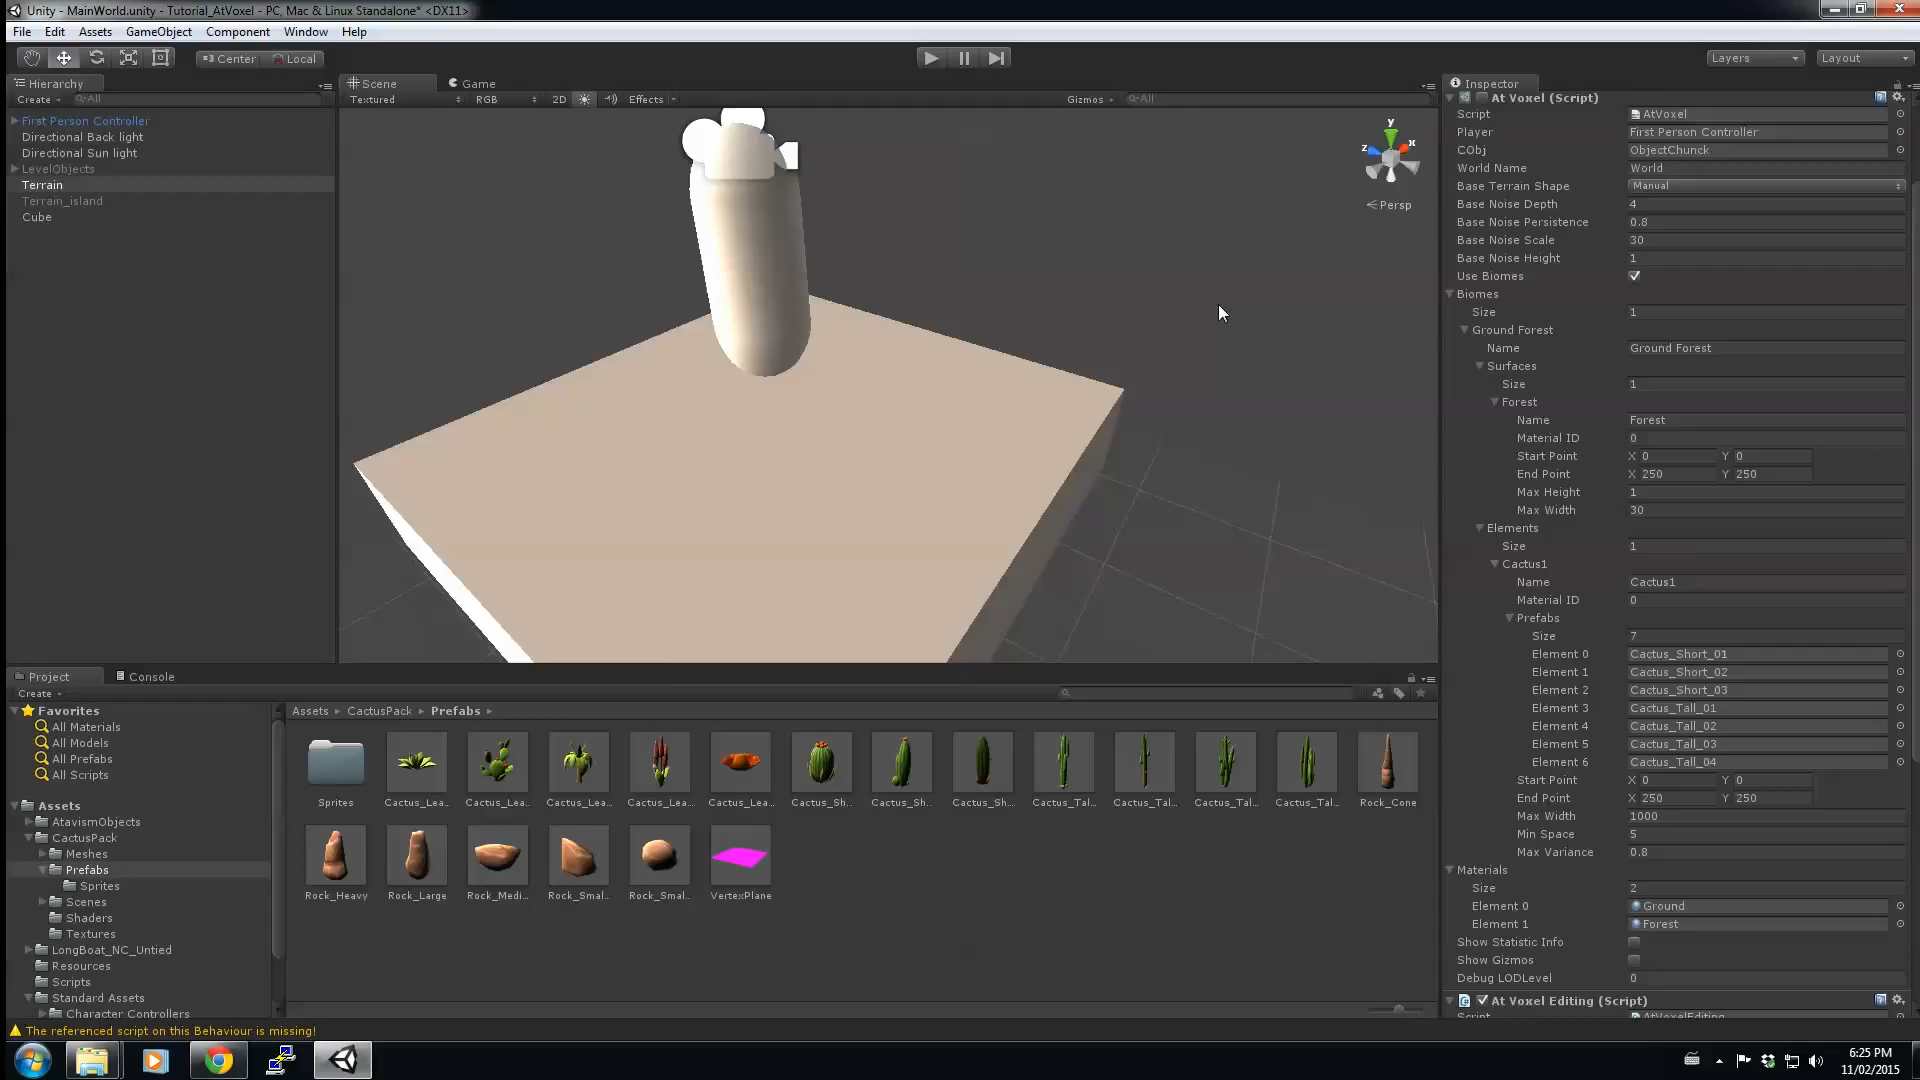 Unity - MainWorld.unity - Tutorial_AtVoxel - PC, Mac & Linux Standalone* <DX11>
File Edit Assets GameObject Component Window Help
Center Local Layers Layout
Hierarchy
Create All
First Person Controller
Directional Back light
Directional Sun light
LevelObjects
Terrain
Terrain_island
Cube
Scene Game
Textured RGB 2D Effects Gizmos All
y
z x
Persp
Inspector
At Voxel (Script)
Script AtVoxel
Player First Person Controller
CObj ObjectChunck
World Name World
Base Terrain Shape Manual
Base Noise Depth 4
Base Noise Persistence 0.8
Base Noise Scale 30
Base Noise Height 1
Use Biomes
Biomes
Size 1
Ground Forest
Name Ground Forest
Surfaces
Size 1
Forest
Name Forest
Material ID 0
Start Point X 0 Y 0
End Point X 250 Y 250
Max Height 1
Max Width 30
Elements
Size 1
Cactus1
Name Cactus1
Material ID 0
Prefabs
Size 7
Element 0 Cactus_Short_01
Element 1 Cactus_Short_02
Element 2 Cactus_Short_03
Element 3 Cactus_Tall_01
Element 4 Cactus_Tall_02
Element 5 Cactus_Tall_03
Element 6 Cactus_Tall_04
Start Point X 0 Y 0
End Point X 250 Y 250
Max Width 1000
Min Space 5
Max Variance 0.8
Materials
Size 2
Element 0 Ground
Element 1 Forest
Show Statistic Info
Show Gizmos
Debug LODLevel 0
At Voxel Editing (Script)
Script AtVoxelEditing
Project Console
Create
Favorites
All Materials
All Models
All Prefabs
All Scripts
Assets
AtavismObjects
CactusPack
Meshes
Prefabs
Sprites
Scenes
Shaders
Textures
LongBoat_NC_Untied
Resources
Scripts
Standard Assets
Character Controllers
Assets CactusPack Prefabs
Sprites Cactus_Lea... Cactus_Lea... Cactus_Lea... Cactus_Lea... Cactus_Lea... Cactus_Sh... Cactus_Sh... Cactus_Sh... Cactus_Tal... Cactus_Tal... Cactus_Tal... Cactus_Tal... Rock_Cone
Rock_Heavy Rock_Large Rock_Medi... Rock_Smal... Rock_Smal... VertexPlane
The referenced script on this Behaviour is missing!
6:25 PM
11/02/2015